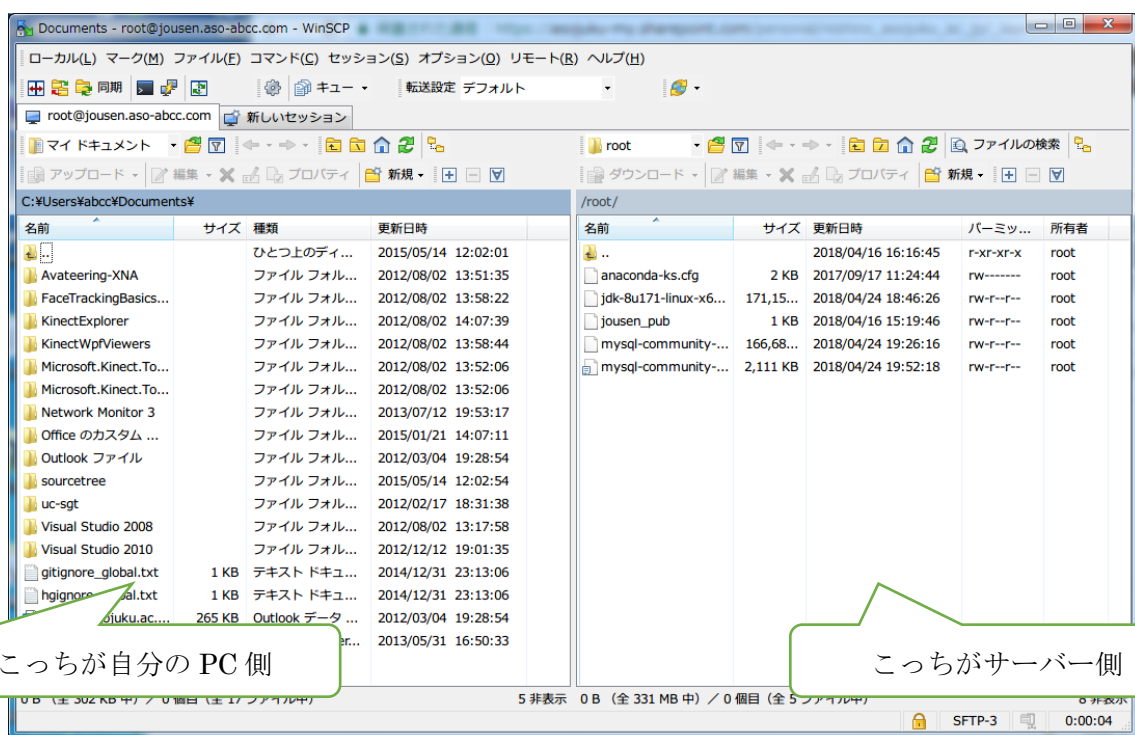 Documents - root@jousen.aso-abcc.com - WinSCP
ローカル(L) マーク(M) ファイル(F) コマンド(C) セッション(S) オプション(O) リモート(R) ヘルプ(H)
同期 キュー 転送設定 デフォルト
root@jousen.aso-abcc.com 新しいセッション
マイ ドキュメント root ファイルの検索
アップロード 編集 プロパティ 新規 ダウンロード 編集 プロパティ 新規
C:¥Users¥abcc¥Documents¥ /root/
名前 サイズ 種類 更新日時 名前 サイズ 更新日時 パーミッ... 所有者
.. ひとつ上のディ... 2015/05/14 12:02:01 .. 2018/04/16 16:16:45 r-xr-xr-x root
Avateering-XNA ファイル フォル... 2012/08/02 13:51:35 anaconda-ks.cfg 2 KB 2017/09/17 11:24:44 rw------- root
FaceTrackingBasics... ファイル フォル... 2012/08/02 13:58:22 jdk-8u171-linux-x6... 171,15... 2018/04/24 18:46:26 rw-r--r-- root
KinectExplorer ファイル フォル... 2012/08/02 14:07:39 jousen_pub 1 KB 2018/04/16 15:19:46 rw-r--r-- root
KinectWpfViewers ファイル フォル... 2012/08/02 13:58:44 mysql-community-... 166,68... 2018/04/24 19:26:16 rw-r--r-- root
Microsoft.Kinect.To... ファイル フォル... 2012/08/02 13:52:06 mysql-community-... 2,111 KB 2018/04/24 19:52:18 rw-r--r-- root
Microsoft.Kinect.To... ファイル フォル... 2012/08/02 13:52:06
Network Monitor 3 ファイル フォル... 2013/07/12 19:53:17
Office のカスタム ... ファイル フォル... 2015/01/21 14:07:11
Outlook ファイル ファイル フォル... 2012/03/04 19:28:54
sourcetree ファイル フォル... 2015/05/14 12:02:54
uc-sgt ファイル フォル... 2012/02/17 18:31:38
Visual Studio 2008 ファイル フォル... 2012/08/02 13:17:58
Visual Studio 2010 ファイル フォル... 2012/12/12 19:01:35
gitignore_global.txt 1 KB テキスト ドキュ... 2014/12/31 23:13:06
hgignore al.txt 1 KB テキスト ドキュ... 2014/12/31 23:13:06
ojuku.ac.... 265 KB Outlook データ ... 2012/03/04 19:28:54
er... 2013/05/31 16:50:33
こっちが自分の PC 側
こっちがサーバー側
0 B (全 302 KB 中) / 0 個目 (全 17 ファイル中) 5 非表示 0 B (全 331 MB 中) / 0 個目 (全 5 ファイル中) 8 非表示
SFTP-3 0:00:04